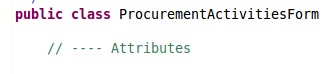 public class ProcurementActivitiesForm
// ---- Attributes